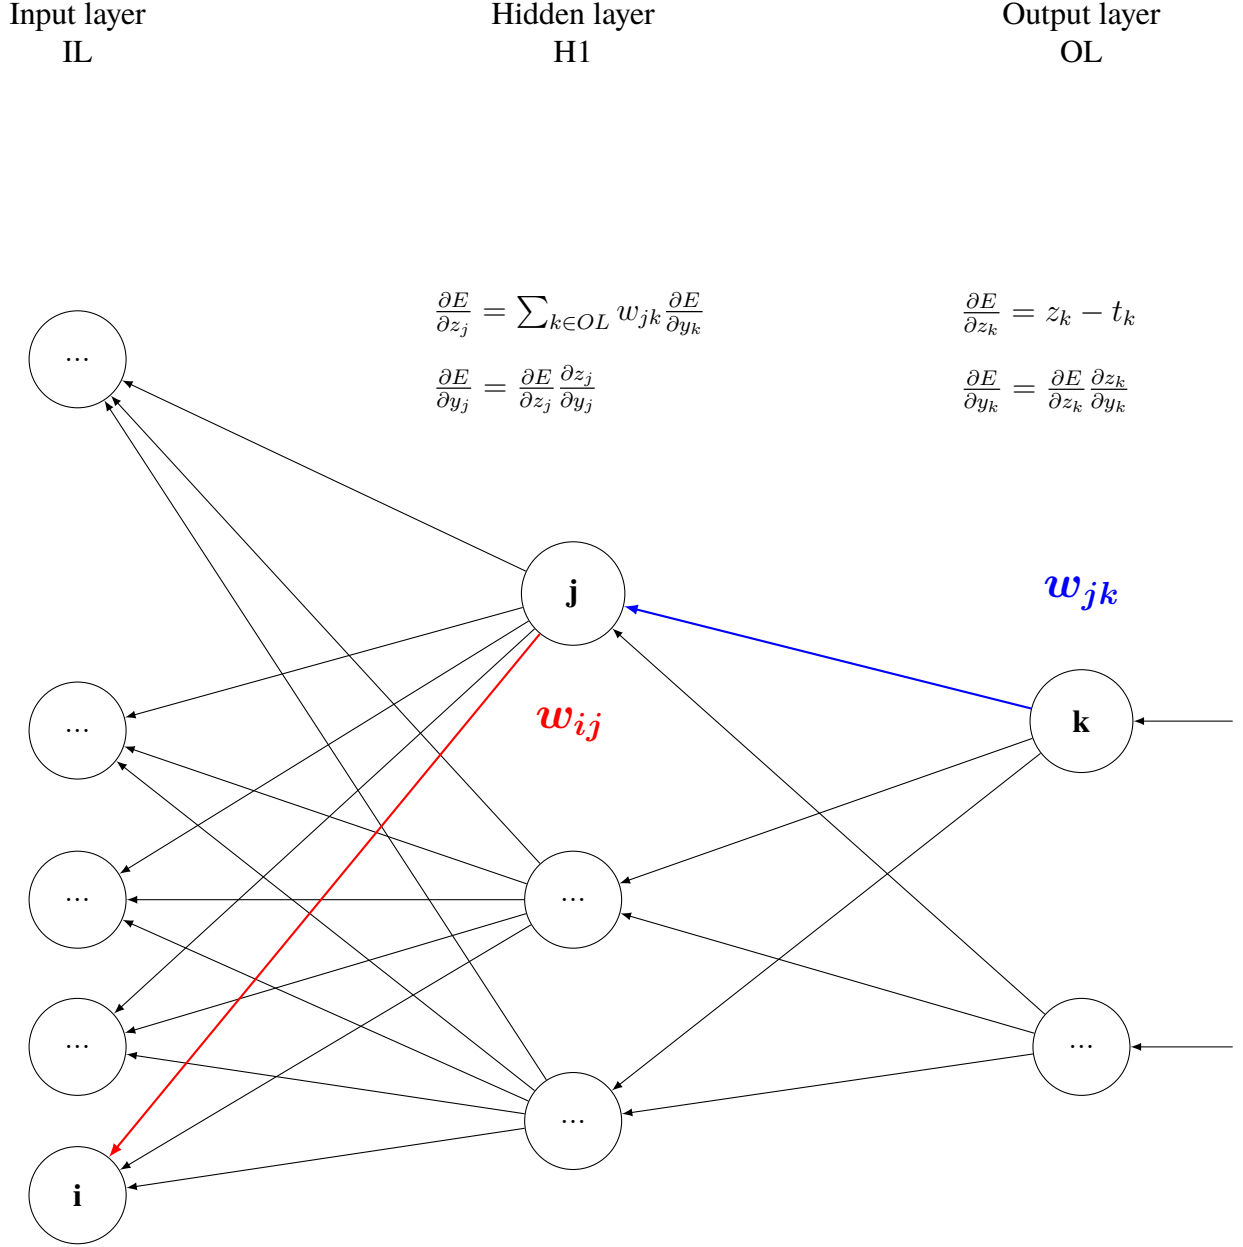 Input layer
IL
Hidden layer
H1
Output layer
OL
∂E/∂z_j = ∑_{k∈OL} w_{jk} ∂E/∂y_k
∂E/∂y_j = ∂E/∂z_j ∂z_j/∂y_j
∂E/∂z_k = z_k − t_k
∂E/∂y_k = ∂E/∂z_k ∂z_k/∂y_k
...
j
w_{jk}
...
w_{ij}
k
...
...
...
...
...
i